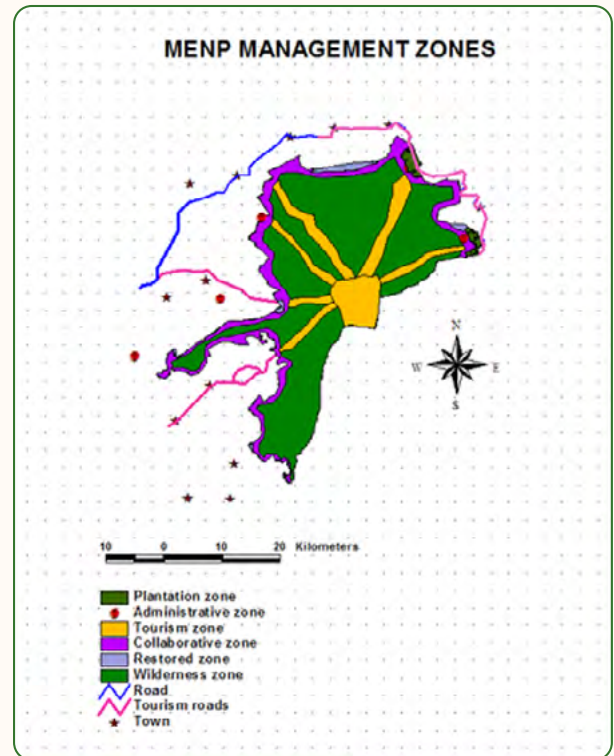 MENP MANAGEMENT ZONES
N
W E
S
10 0 10 20 Kilometers
Plantation zone
Administrative zone
Tourism zone
Collaborative zone
Restored zone
Wilderness zone
Road
Tourism roads
Town